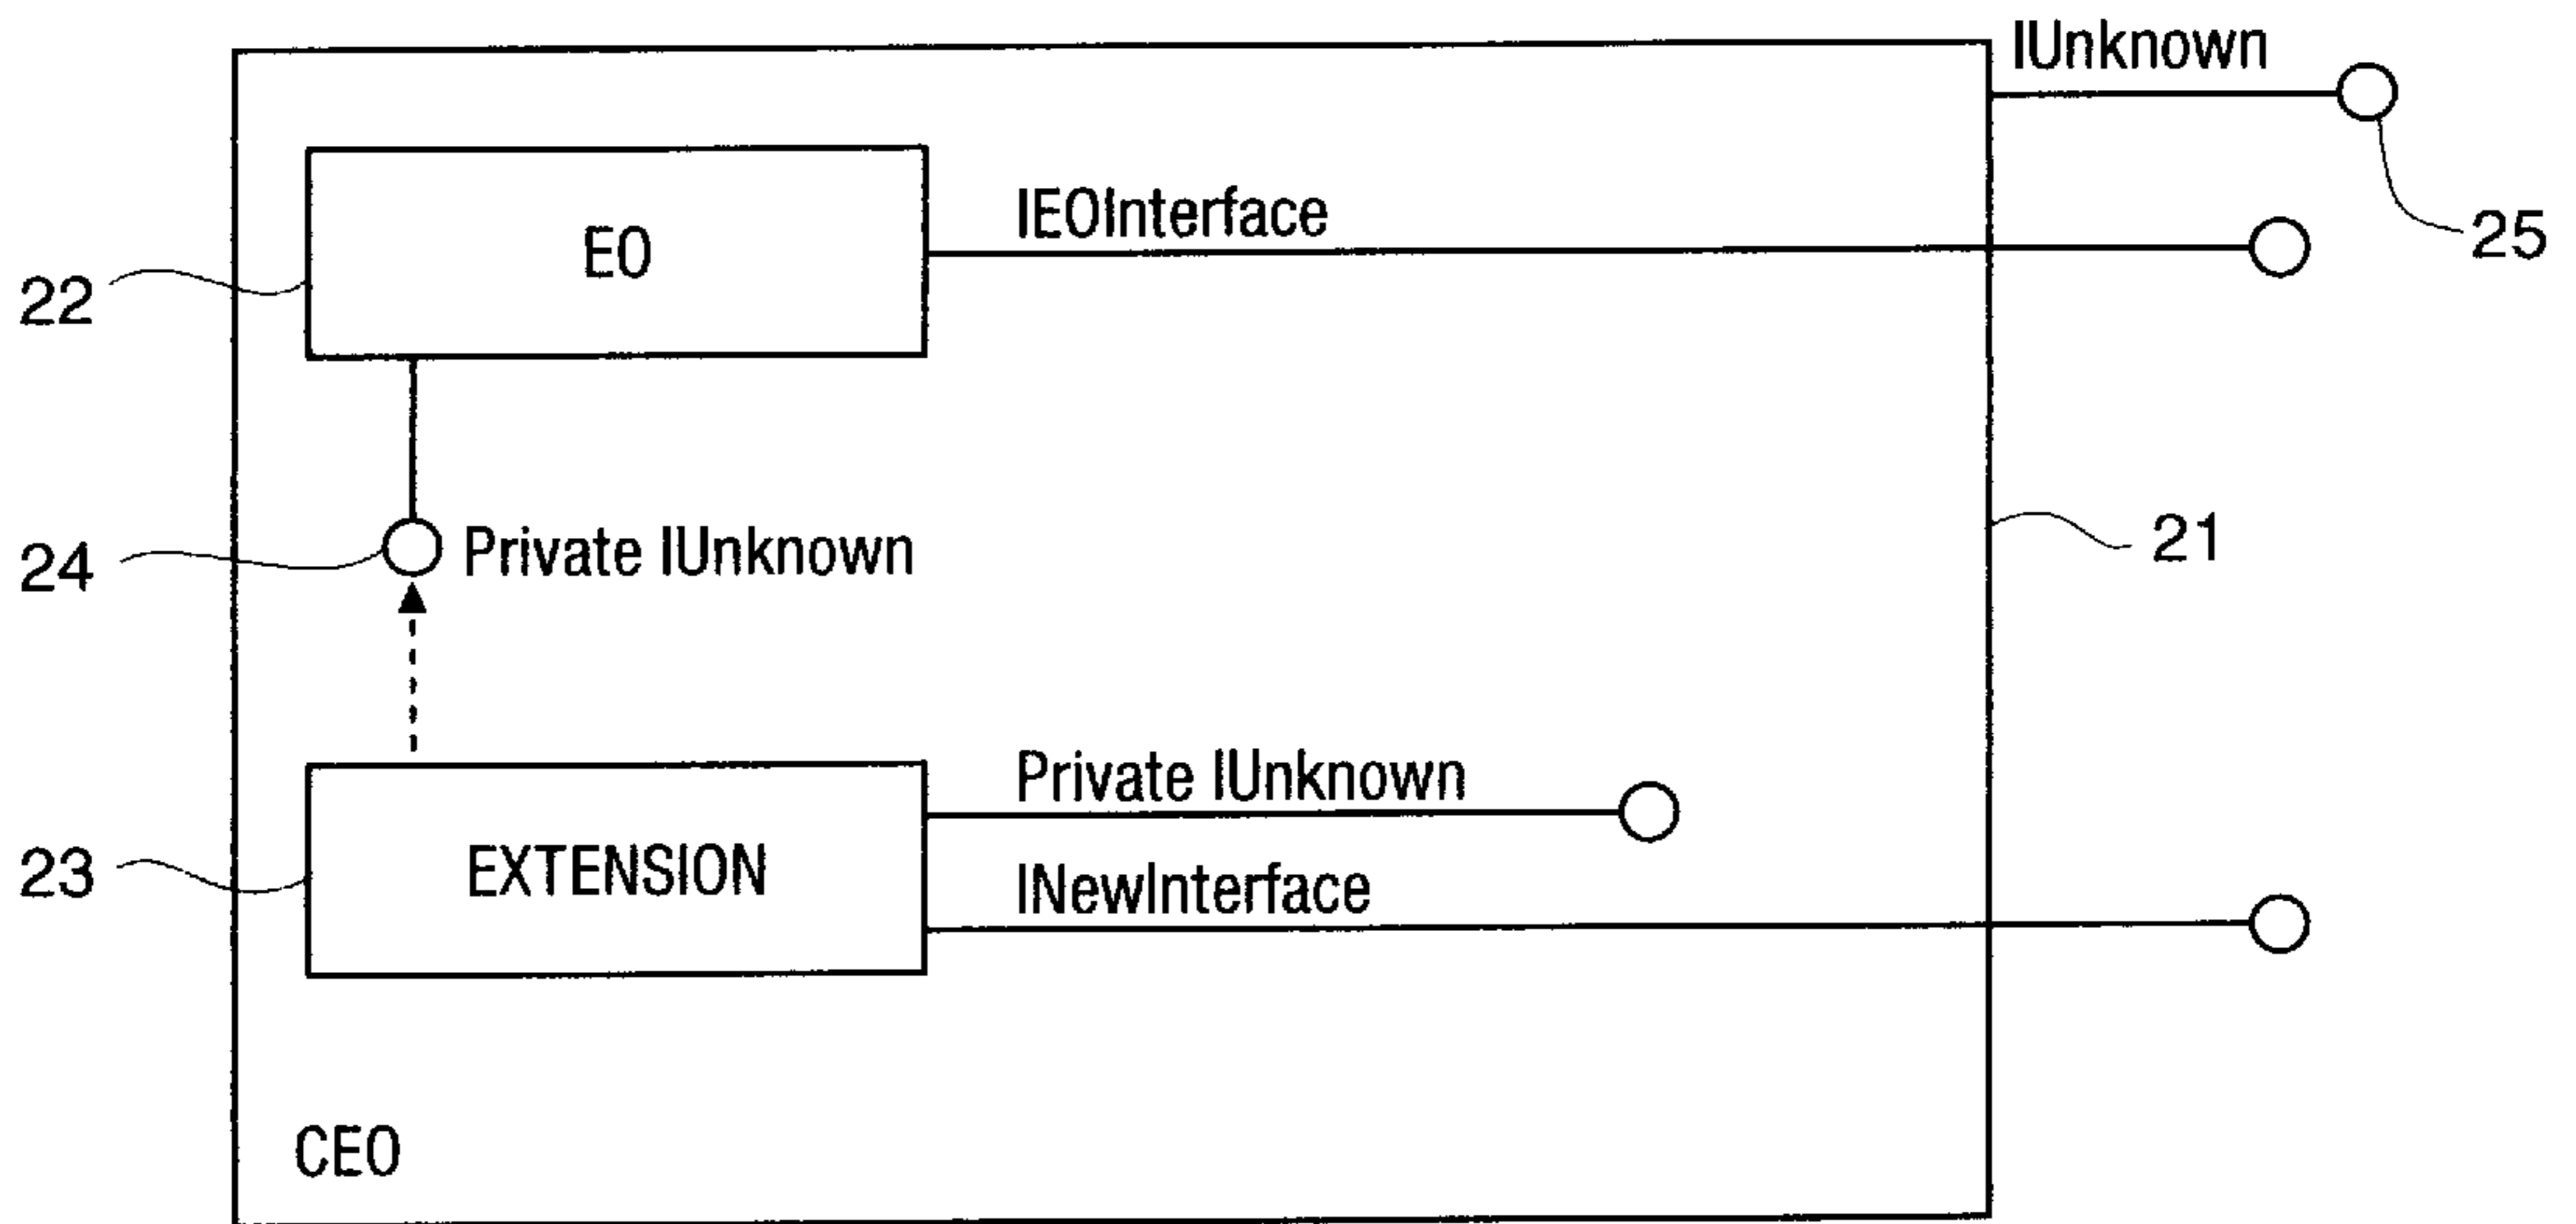 IUnknown
IEOInterface
EO
25
22
21
24
Private IUnknown
Private IUnknown
23
EXTENSION
INewInterface
CEO